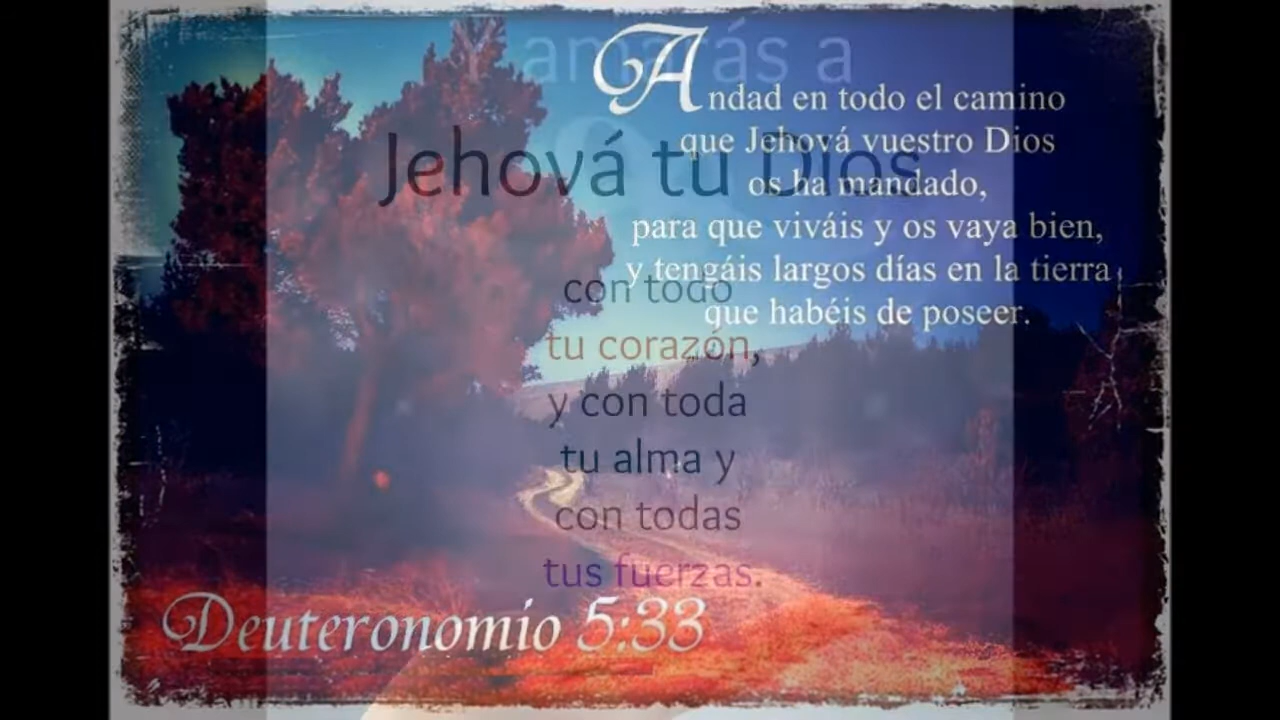 Andad en todo el camino
que Jehová vuestro Dios
os ha mandado,
para que viváis y os vaya bien,
y tengáis largos días en la tierra
que habéis de poseer.
Deuteronomio 5:33
Y amarás a
Jehová tu Dios
con todo
tu corazón,
y con toda
tu alma y
con todas
tus fuerzas.